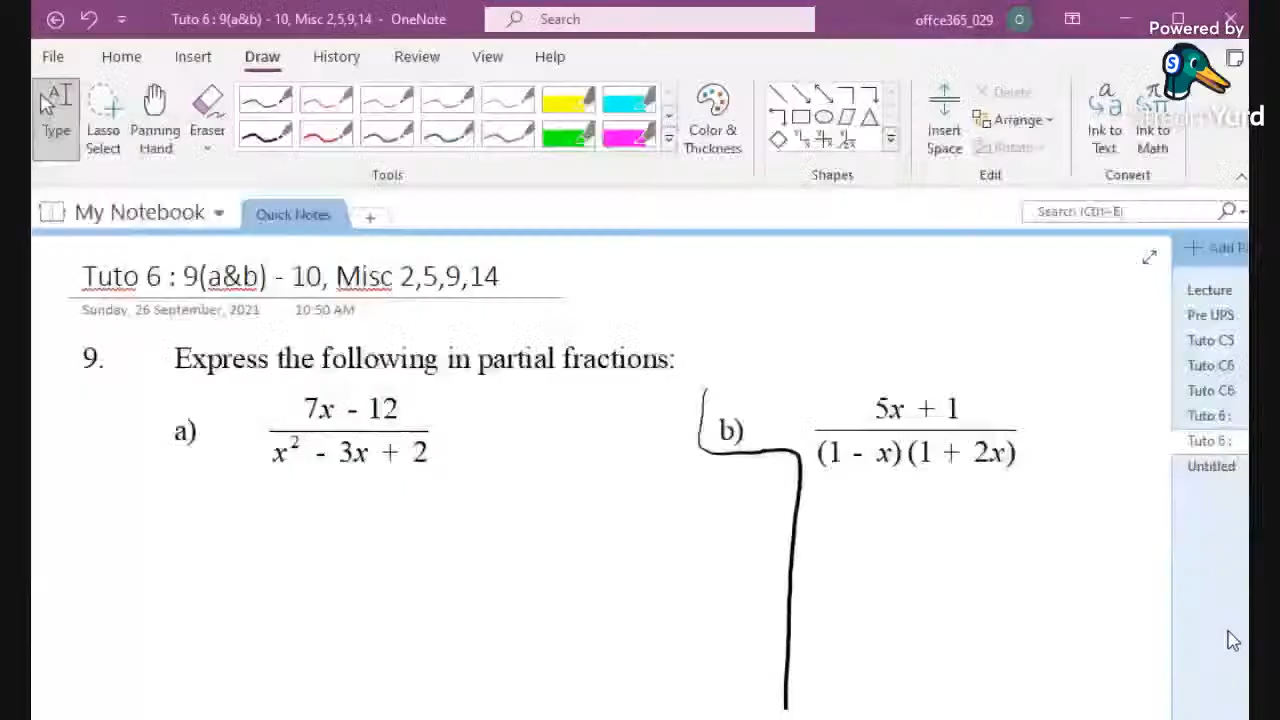 Tuto 6 : 9(a&b) - 10, Misc 2,5,9,14 - OneNote
Search
offce365_029
O
Powered by
File
Home
Insert
Draw
History
Review
View
Help
Type
Lasso Select
Panning Hand
Eraser
Color & Thickness
Insert Space
Delete
Arrange
Rotate
Ink to Text
Ink to Math
Tools
Shapes
Edit
Convert
My Notebook
Quick Notes
+
Search (Ctrl+E)
Tuto 6 : 9(a&b) - 10, Misc 2,5,9,14
Sunday, 26 September, 2021 10:50 AM
Lecture
Pre UPS
Tuto C5
Tuto C6
Tuto C6
Tuto 6 :
Tuto 6 :
Untitled
9. Express the following in partial fractions:
a) 7x - 12
x² - 3x + 2
b) 5x + 1
(1 - x)(1 + 2x)